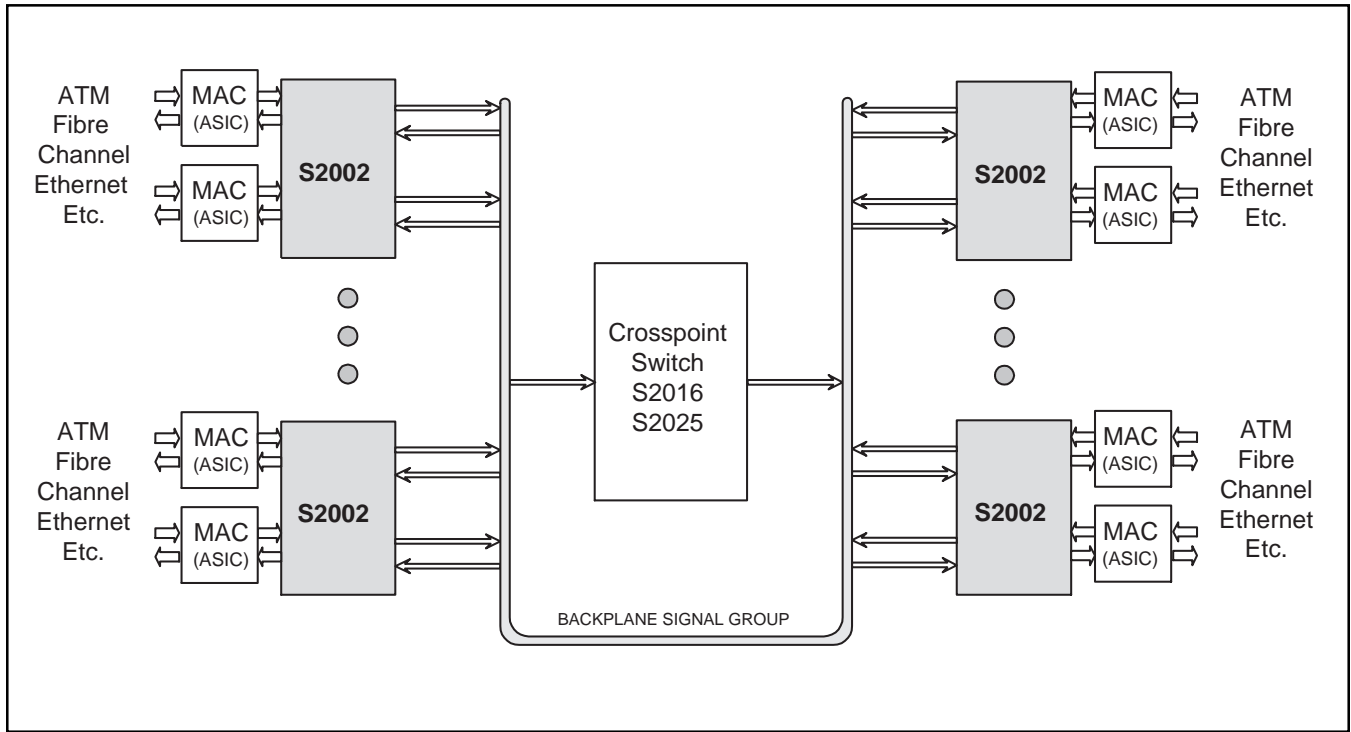 ATM
Fibre
Channel
Ethernet
Etc.
MAC
(ASIC)
MAC
(ASIC)
S2002
S2002
MAC
(ASIC)
MAC
(ASIC)
ATM
Fibre
Channel
Ethernet
Etc.
Crosspoint
Switch
S2016
S2025
ATM
Fibre
Channel
Ethernet
Etc.
MAC
(ASIC)
MAC
(ASIC)
S2002
S2002
MAC
(ASIC)
MAC
(ASIC)
ATM
Fibre
Channel
Ethernet
Etc.
BACKPLANE SIGNAL GROUP